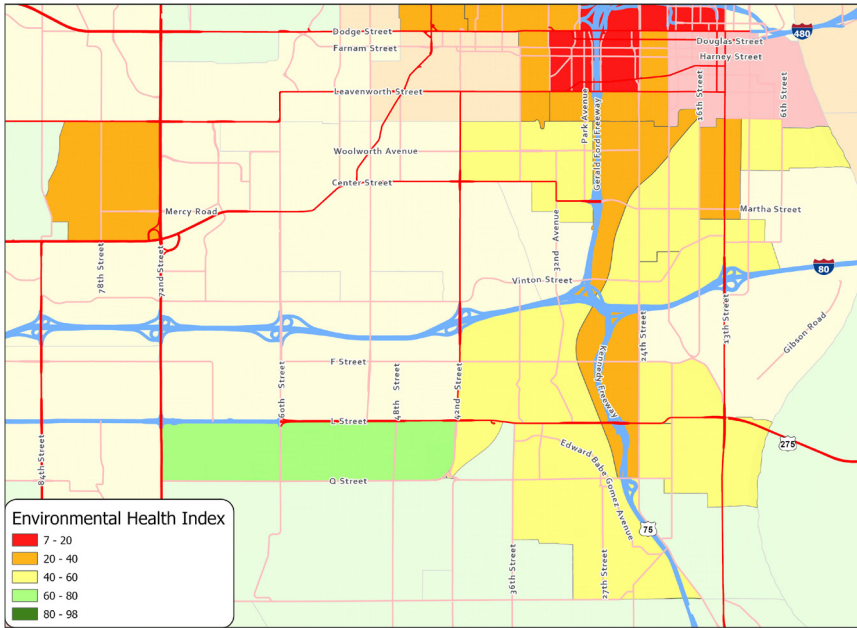 Dodge Street
Farnam Street
Douglas Street
Harney Street
480
Leavenworth Street
Park Avenue
Gerald Ford Freeway
16th Street
6th Street
Woolworth Avenue
Center Street
Mercy Road
Martha Street
32nd Avenue
78th Street
72nd Street
Vinton Street
80
24th Street
13th Street
Gibson Road
F Street
Kennedy Freeway
60th Street
48th Street
42nd Street
L Street
84th Street
275
Edward Babe Gomez Avenue
Q Street
75
36th Street
27th Street
Environmental Health Index
7 - 20
20 - 40
40 - 60
60 - 80
80 - 98